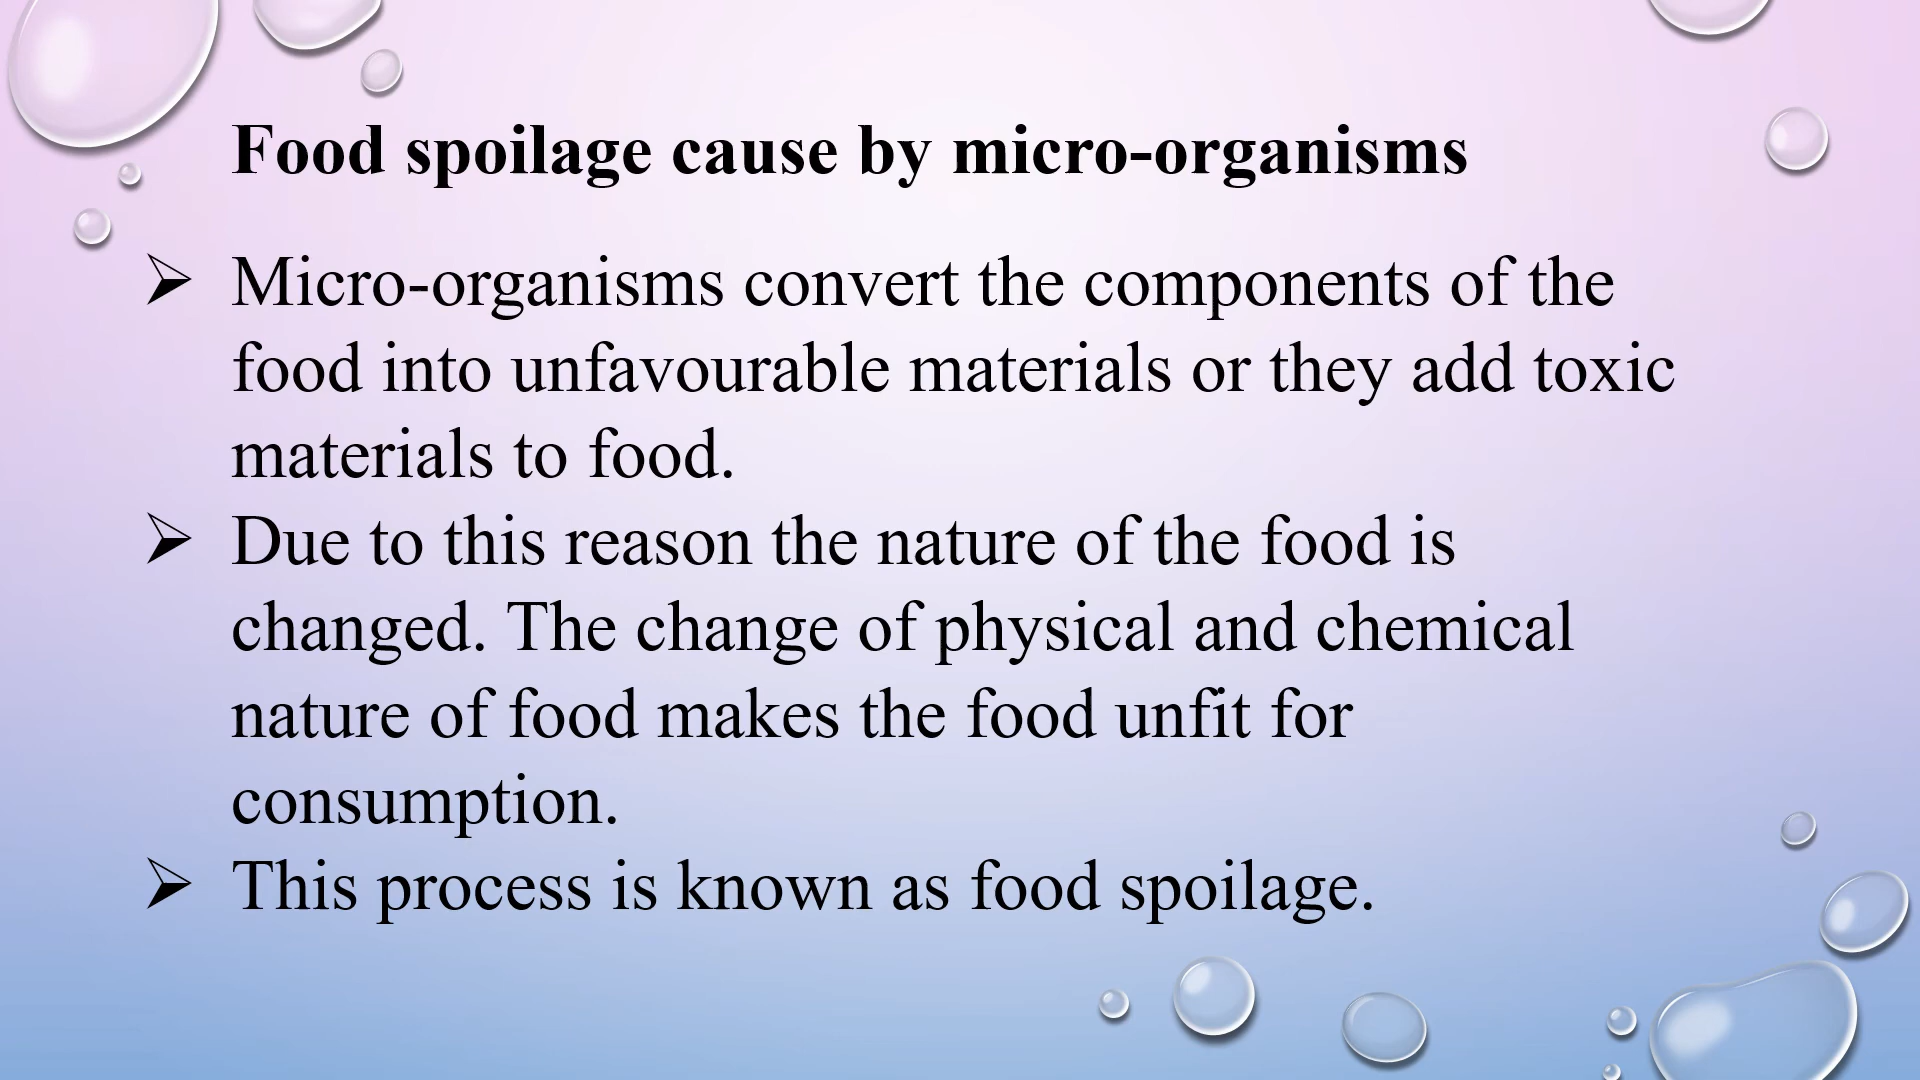 Food spoilage cause by micro-organisms
➢ Micro-organisms convert the components of the
food into unfavourable materials or they add toxic
materials to food.
➢ Due to this reason the nature of the food is
changed. The change of physical and chemical
nature of food makes the food unfit for
consumption.
➢ This process is known as food spoilage.